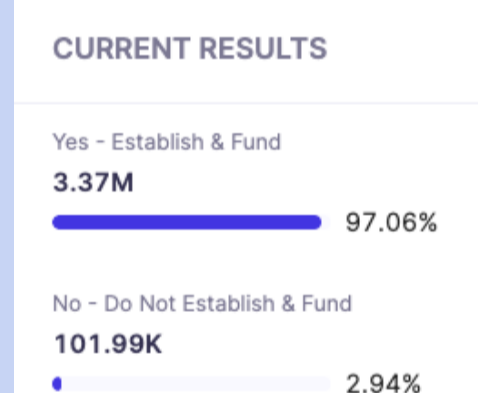 CURRENT RESULTS
Yes - Establish & Fund
3.37M
97.06%
No - Do Not Establish & Fund
101.99K
2.94%